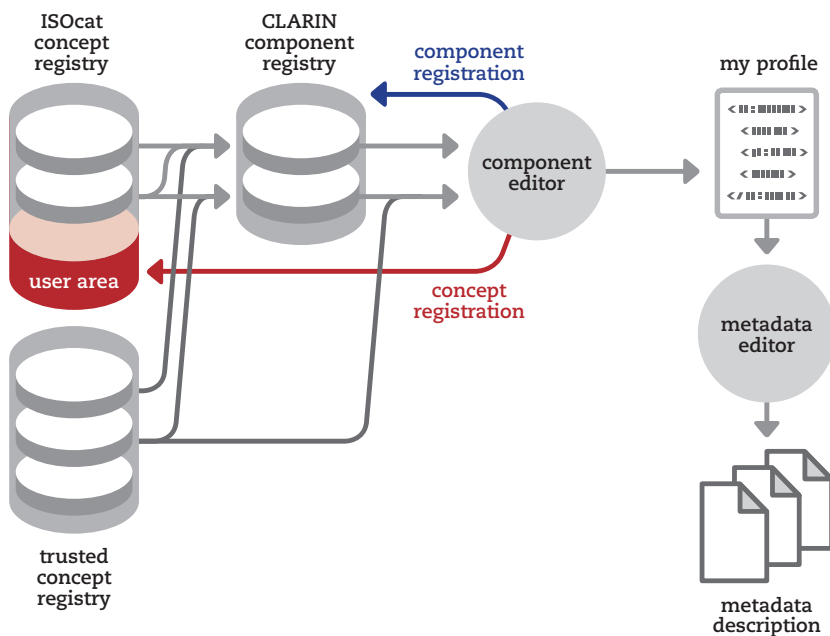 ISOcat
concept
registry
CLARIN
component
registry
component
registration
my profile
component
editor
user area
concept
registration
metadata
editor
trusted
concept
registry
metadata
description